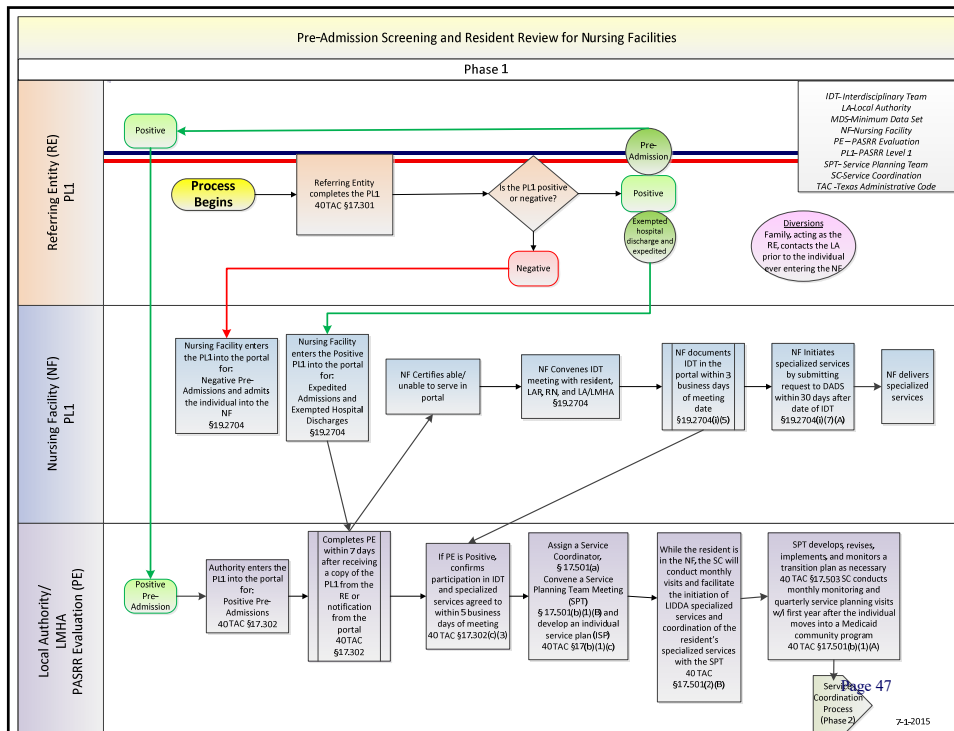 Pre-Admission Screening and Resident Review for Nursing Facilities
Phase 1
Referring Entity (RE)
PL1
Positive
Process
Begins
Referring Entity
completes the PL1
40 TAC §17.301
Is the PL1 positive
or negative?
Pre-
Admission
Positive
Exempted
hospital
discharge and
expedited
Negative
IDT-Interdisciplinary Team
LA-Local Authority
MDS-Minimum Data Set
NF-Nursing Facility
PE-PASRR Evaluation
PL1-PASRR Level 1
SPT-Service Planning Team
SC-Service Coordination
TAC -Texas Administrative Code
Diversions
Family, acting as the
RE, contacts the LA
prior to the individual
ever entering the NF
Nursing Facility (NF)
PL1
Nursing Facility enters
the PL1 into the portal
for:
Negative Pre-
Admissions and admits
the individual into the
NF
§19.2704
Nursing Facility
enters the Positive
PL1 into the portal
for:
Expedited
Admissions and
Exempted Hospital
Discharges
§19.2704
NF Certifies able/
unable to serve in
portal
NF Convenes IDT
meeting with resident,
LAR, RN, and LA/LMHA
§19.2704
NF documents
IDT in the
portal within 3
business days
of meeting
date
§19.2704(i)(5)
NF Initiates
specialized services
by submitting
request to DADS
within 30 days after
date of IDT
§19.2704(i)(7)(A)
NF delivers
specialized
services
Local Authority/
LMHA
PASRR Evaluation (PE)
Positive
Pre-Admission
Authority enters the
PL1 into the portal
for:
Positive Pre-
Admissions
40 TAC §17.302
Completes PE
within 7 days
after receiving
a copy of the
PL1 from the
RE or
notification
from the
portal 40 TAC
§17.302
If PE is Positive,
confirms
participation in IDT
and specialized
services agreed to
within 5 business
days of meeting
40 TAC §17.302(c)(3)
Assign a Service
Coordinator,
§ 17.501(a)
Convene a Service
Planning Team Meeting
(SPT)
§ 17.501(b)(1)(B) and
develop an individual
service plan (ISP)
40 TAC §17(b)(1)(c)
While the resident is
in the NF, the SC will
conduct monthly
visits and facilitate
the initiation of
LIDDA specialized
services and
coordination of the
resident's
specialized services
with the SPT 40 TAC
§17.501(2)(B)
SPT develops, revises,
implements, and monitors a
transition plan as necessary
40 TAC §17.503 SC conducts
monthly monitoring and
quarterly service planning visits
w/i first year after the individual
moves into a Medicaid
community program
40 TAC §17.501(b)(1)(A)
Service
Coordination
Process
(Phase 2)
Page 47
7-1-2015